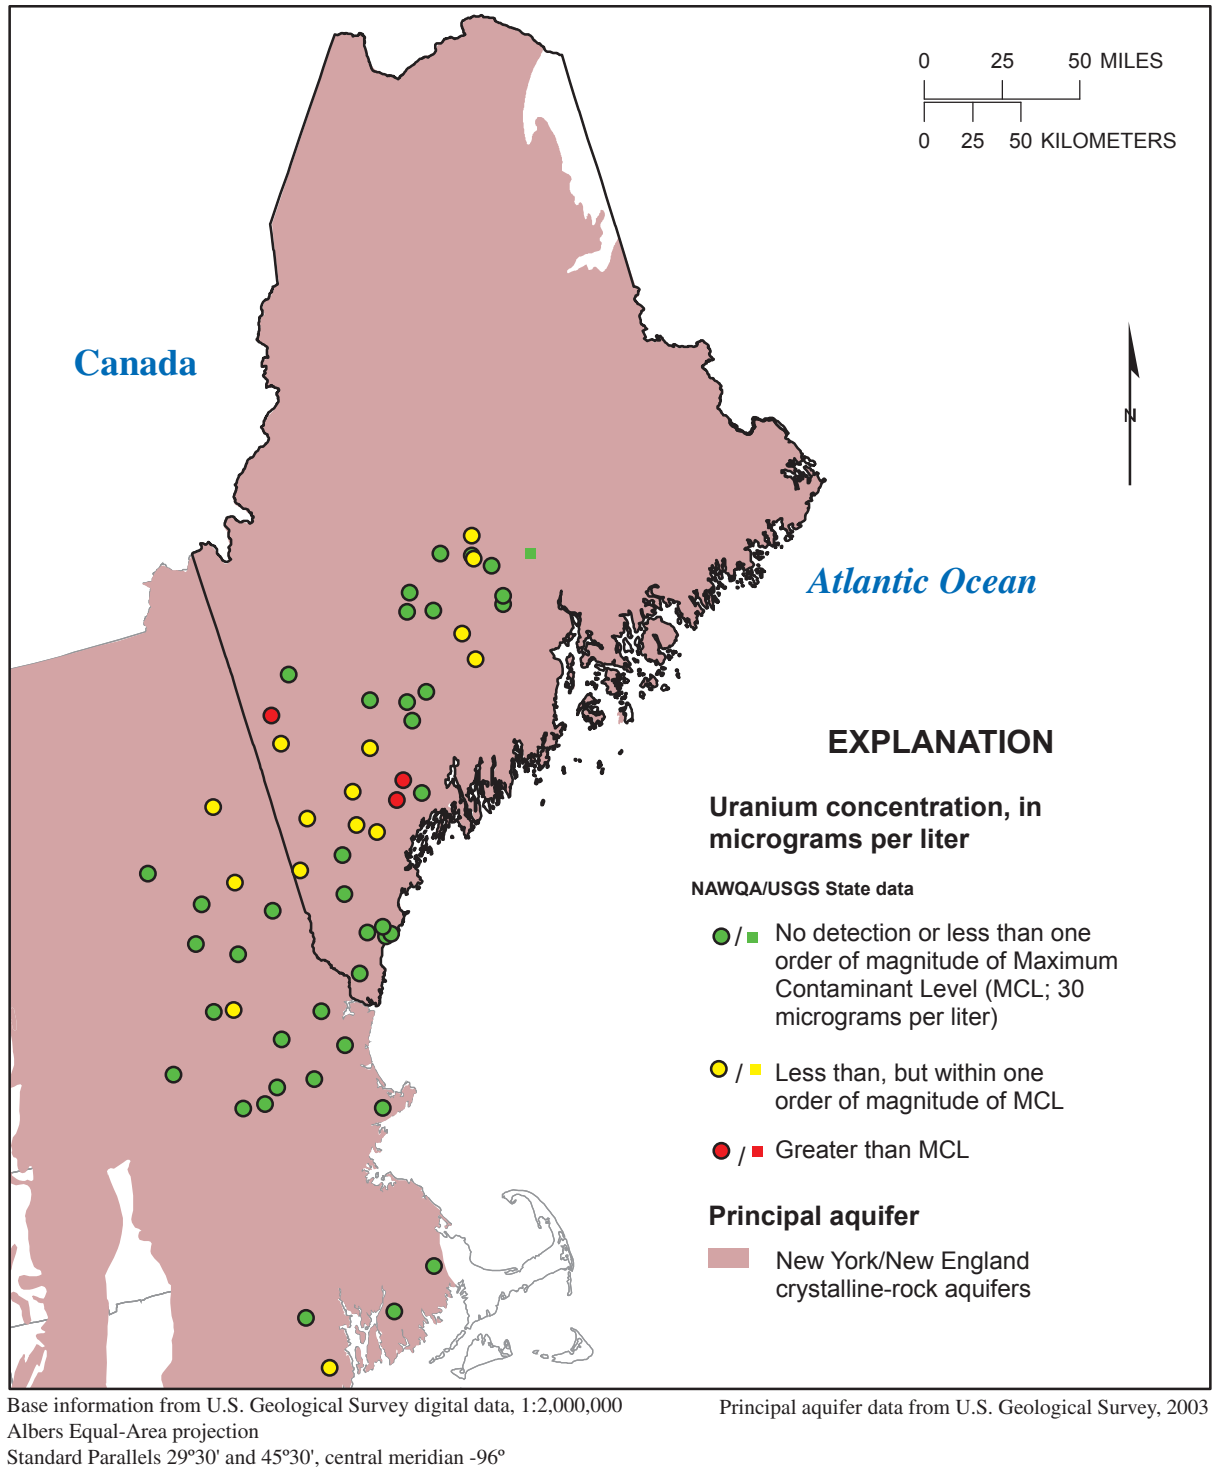 0 25 50 MILES
0 25 50 KILOMETERS
Canada
N
Atlantic Ocean
EXPLANATION
Uranium concentration, in
micrograms per liter
NAWQA/USGS State data
/ No detection or less than one
order of magnitude of Maximum
Contaminant Level (MCL; 30
micrograms per liter)
/ Less than, but within one
order of magnitude of MCL
/ Greater than MCL
Principal aquifer
New York/New England
crystalline-rock aquifers
Base information from U.S. Geological Survey digital data, 1:2,000,000
Albers Equal-Area projection
Standard Parallels 29º30' and 45º30', central meridian -96º
Principal aquifer data from U.S. Geological Survey, 2003